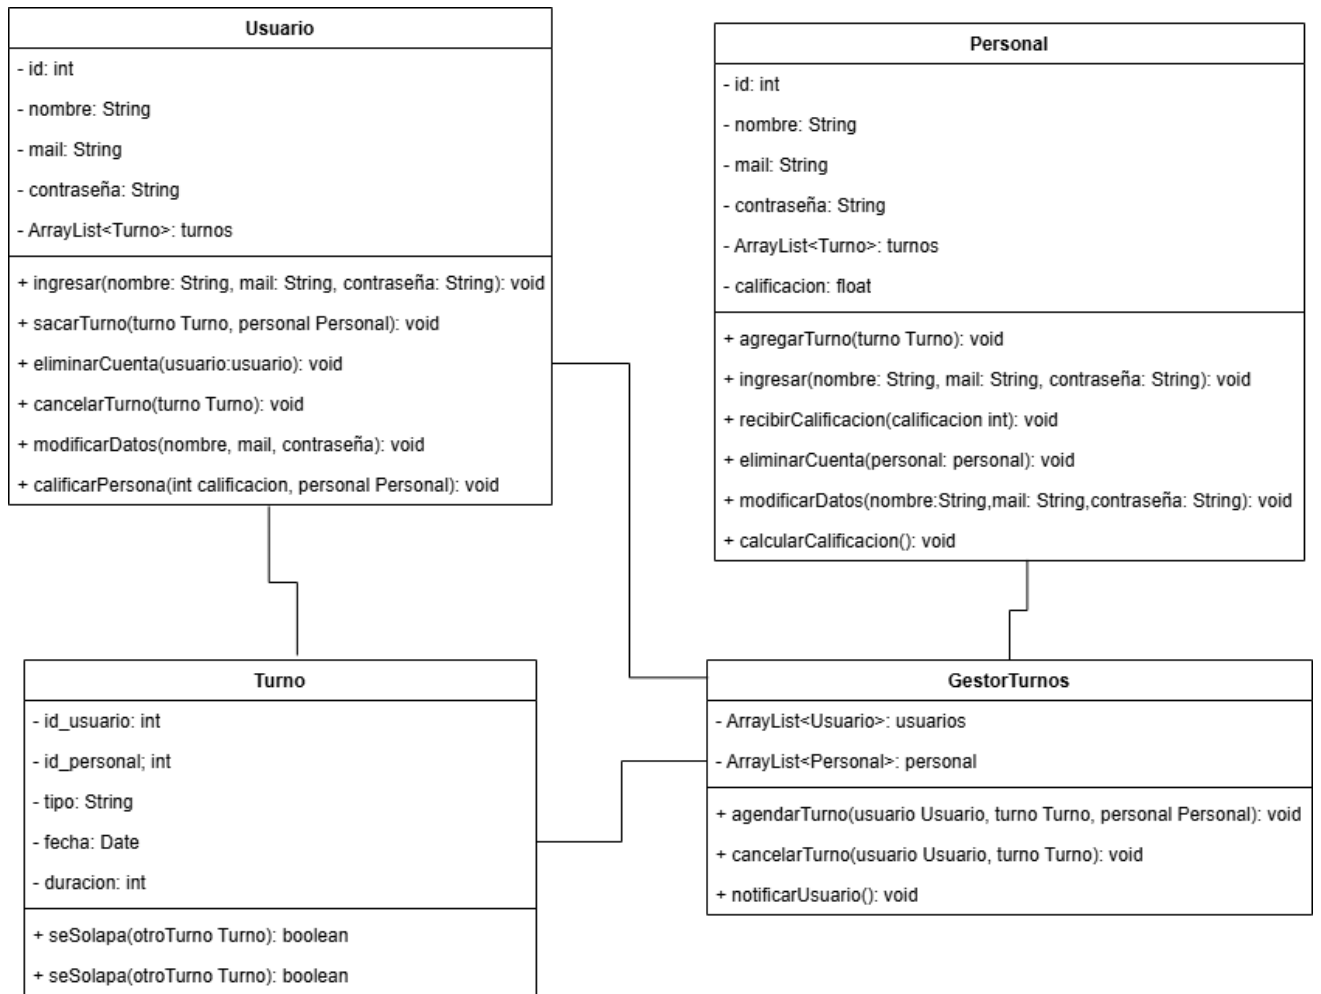 Usuario
- id: int
- nombre: String
- mail: String
- contraseña: String
- ArrayList<Turno>: turnos
+ ingresar(nombre: String, mail: String, contraseña: String): void
+ sacarTurno(turno Turno, personal Personal): void
+ eliminarCuenta(usuario:usuario): void
+ cancelarTurno(turno Turno): void
+ modificarDatos(nombre, mail, contraseña): void
+ calificarPersona(int calificacion, personal Personal): void
Personal
- id: int
- nombre: String
- mail: String
- contraseña: String
- ArrayList<Turno>: turnos
- calificacion: float
+ agregarTurno(turno Turno): void
+ ingresar(nombre: String, mail: String, contraseña: String): void
+ recibirCalificacion(calificacion int): void
+ eliminarCuenta(personal: personal): void
+ modificarDatos(nombre:String,mail: String,contraseña: String): void
+ calcularCalificacion(): void
Turno
- id_usuario: int
- id_personal; int
- tipo: String
- fecha: Date
- duracion: int
+ seSolapa(otroTurno Turno): boolean
+ seSolapa(otroTurno Turno): boolean
GestorTurnos
- ArrayList<Usuario>: usuarios
- ArrayList<Personal>: personal
+ agendarTurno(usuario Usuario, turno Turno, personal Personal): void
+ cancelarTurno(usuario Usuario, turno Turno): void
+ notificarUsuario(): void